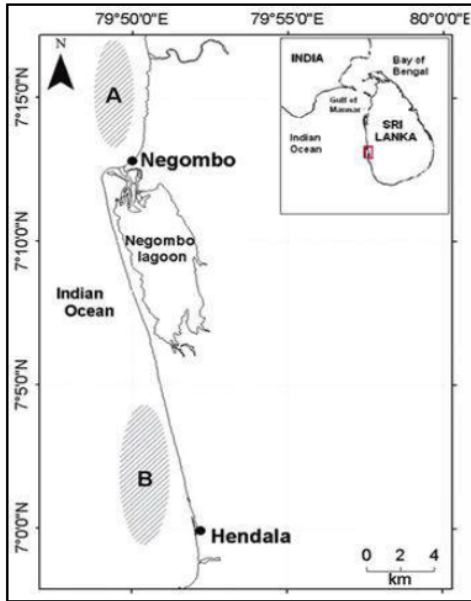 79°50'0"E
79°55'0"E
80°0'0"E
N
7°15'0"N
7°10'0"N
7°5'0"N
7°0'0"N
A
Negombo
Negombo
lagoon
Indian
Ocean
B
Hendala
INDIA
Bay of
Bengal
Gulf of
Mannar
Indian
Ocean
SRI
LANKA
0 2 4
km